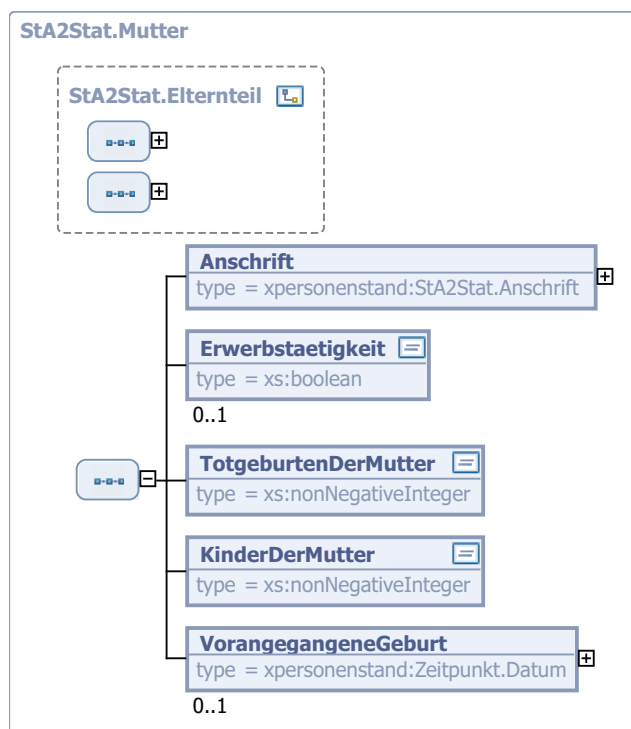 StA2Stat.Mutter
StA2Stat.Elternteil
Anschrift
type = xpersonenstand:StA2Stat.Anschrift
Erwerbstaetigkeit
type = xs:boolean
0..1
TotgeburtenDerMutter
type = xs:nonNegativeInteger
KinderDerMutter
type = xs:nonNegativeInteger
VorangegangeneGeburt
type = xpersonenstand:Zeitpunkt.Datum
0..1